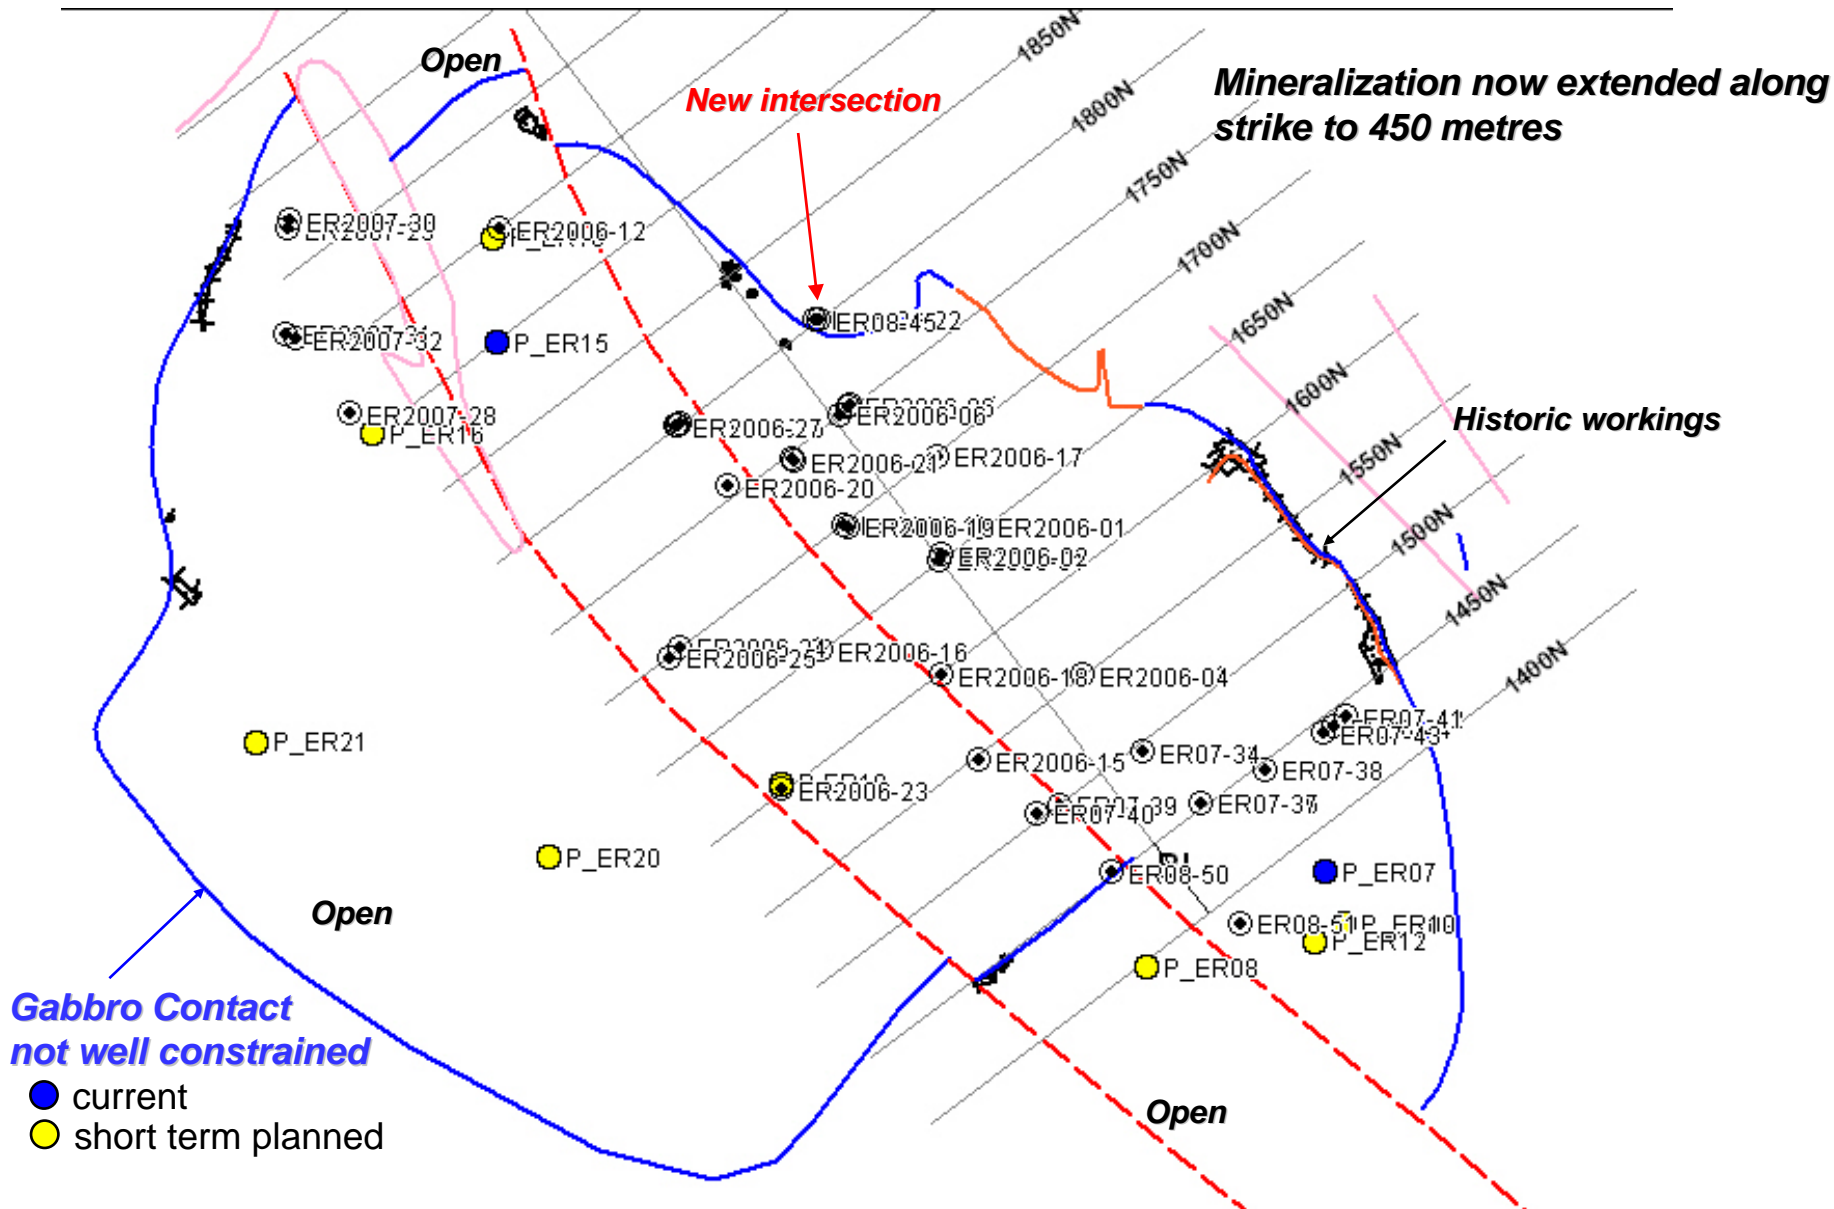 1850N
Open
Mineralization now extended along
strike to 450 metres
New intersection
1800N
1750N
ER2007-30
ER2006-12
1700N
1650N
ER08-45
ER2007-32
P_ER15
1600N
ER2007-28
P_ER16
ER2006-06
Historic workings
ER2006-27
1550N
ER2006-21
ER2006-17
ER2006-20
ER2006-19
ER2006-01
1500N
ER2006-02
1450N
ER2006-25
ER2006-16
ER2006-18
ER2006-04
1400N
ER07-41
ER07-43
P_ER21
ER2006-15
ER07-34
ER07-38
ER2006-23
ER07-40
ER07-37
P_ER20
ER08-50
P_ER07
Open
ER08-51
P_ER10
P_ER12
P_ER08
Gabbro Contact
not well constrained
current
short term planned
Open